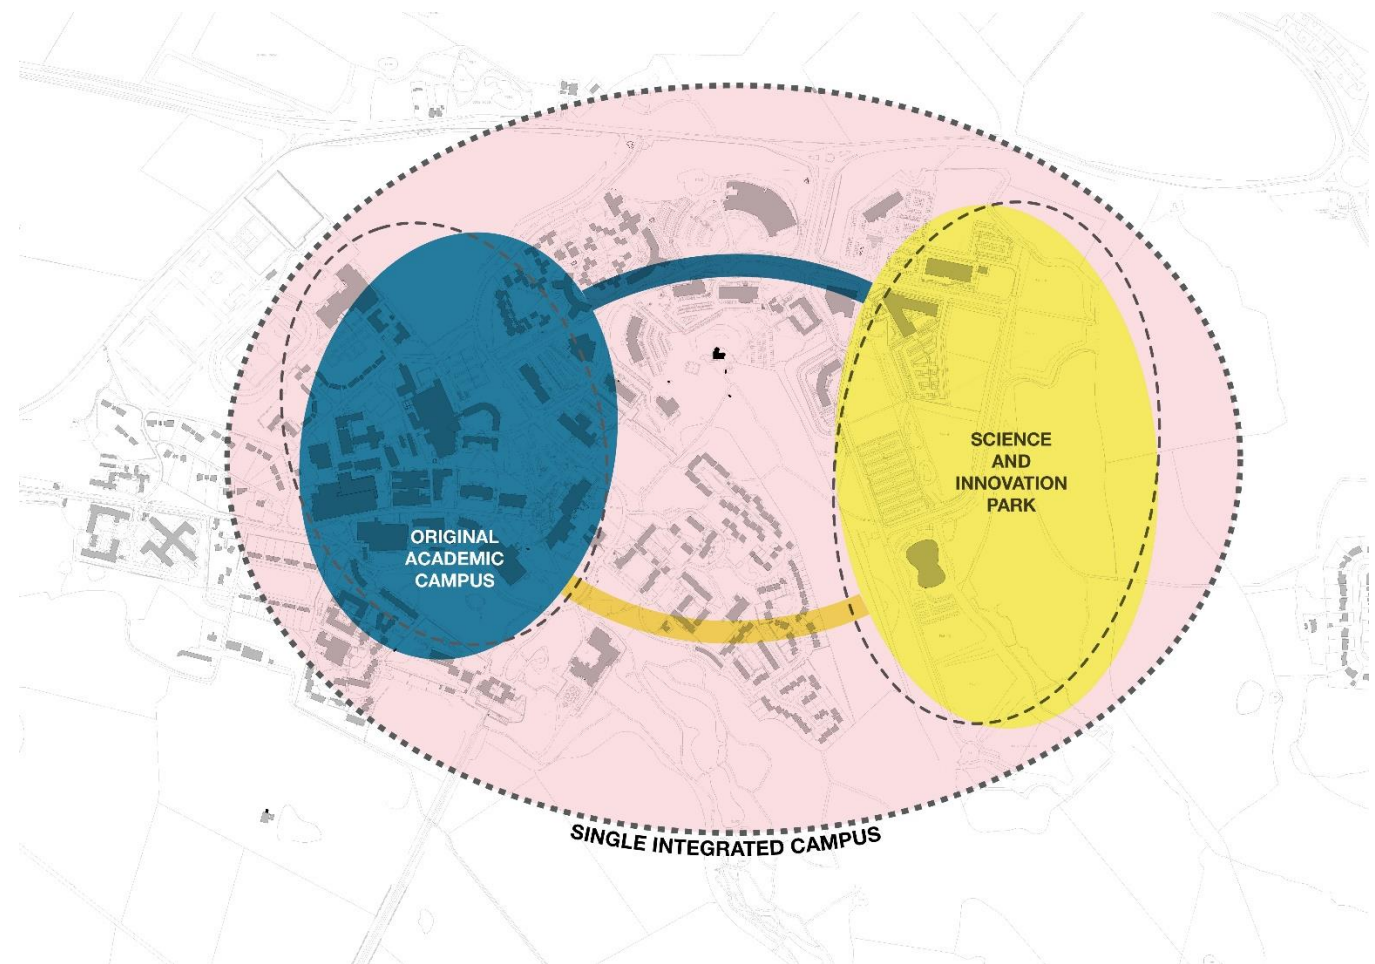 SCIENCE
AND
INNOVATION
PARK
ORIGINAL
ACADEMIC
CAMPUS
SINGLE INTEGRATED CAMPUS